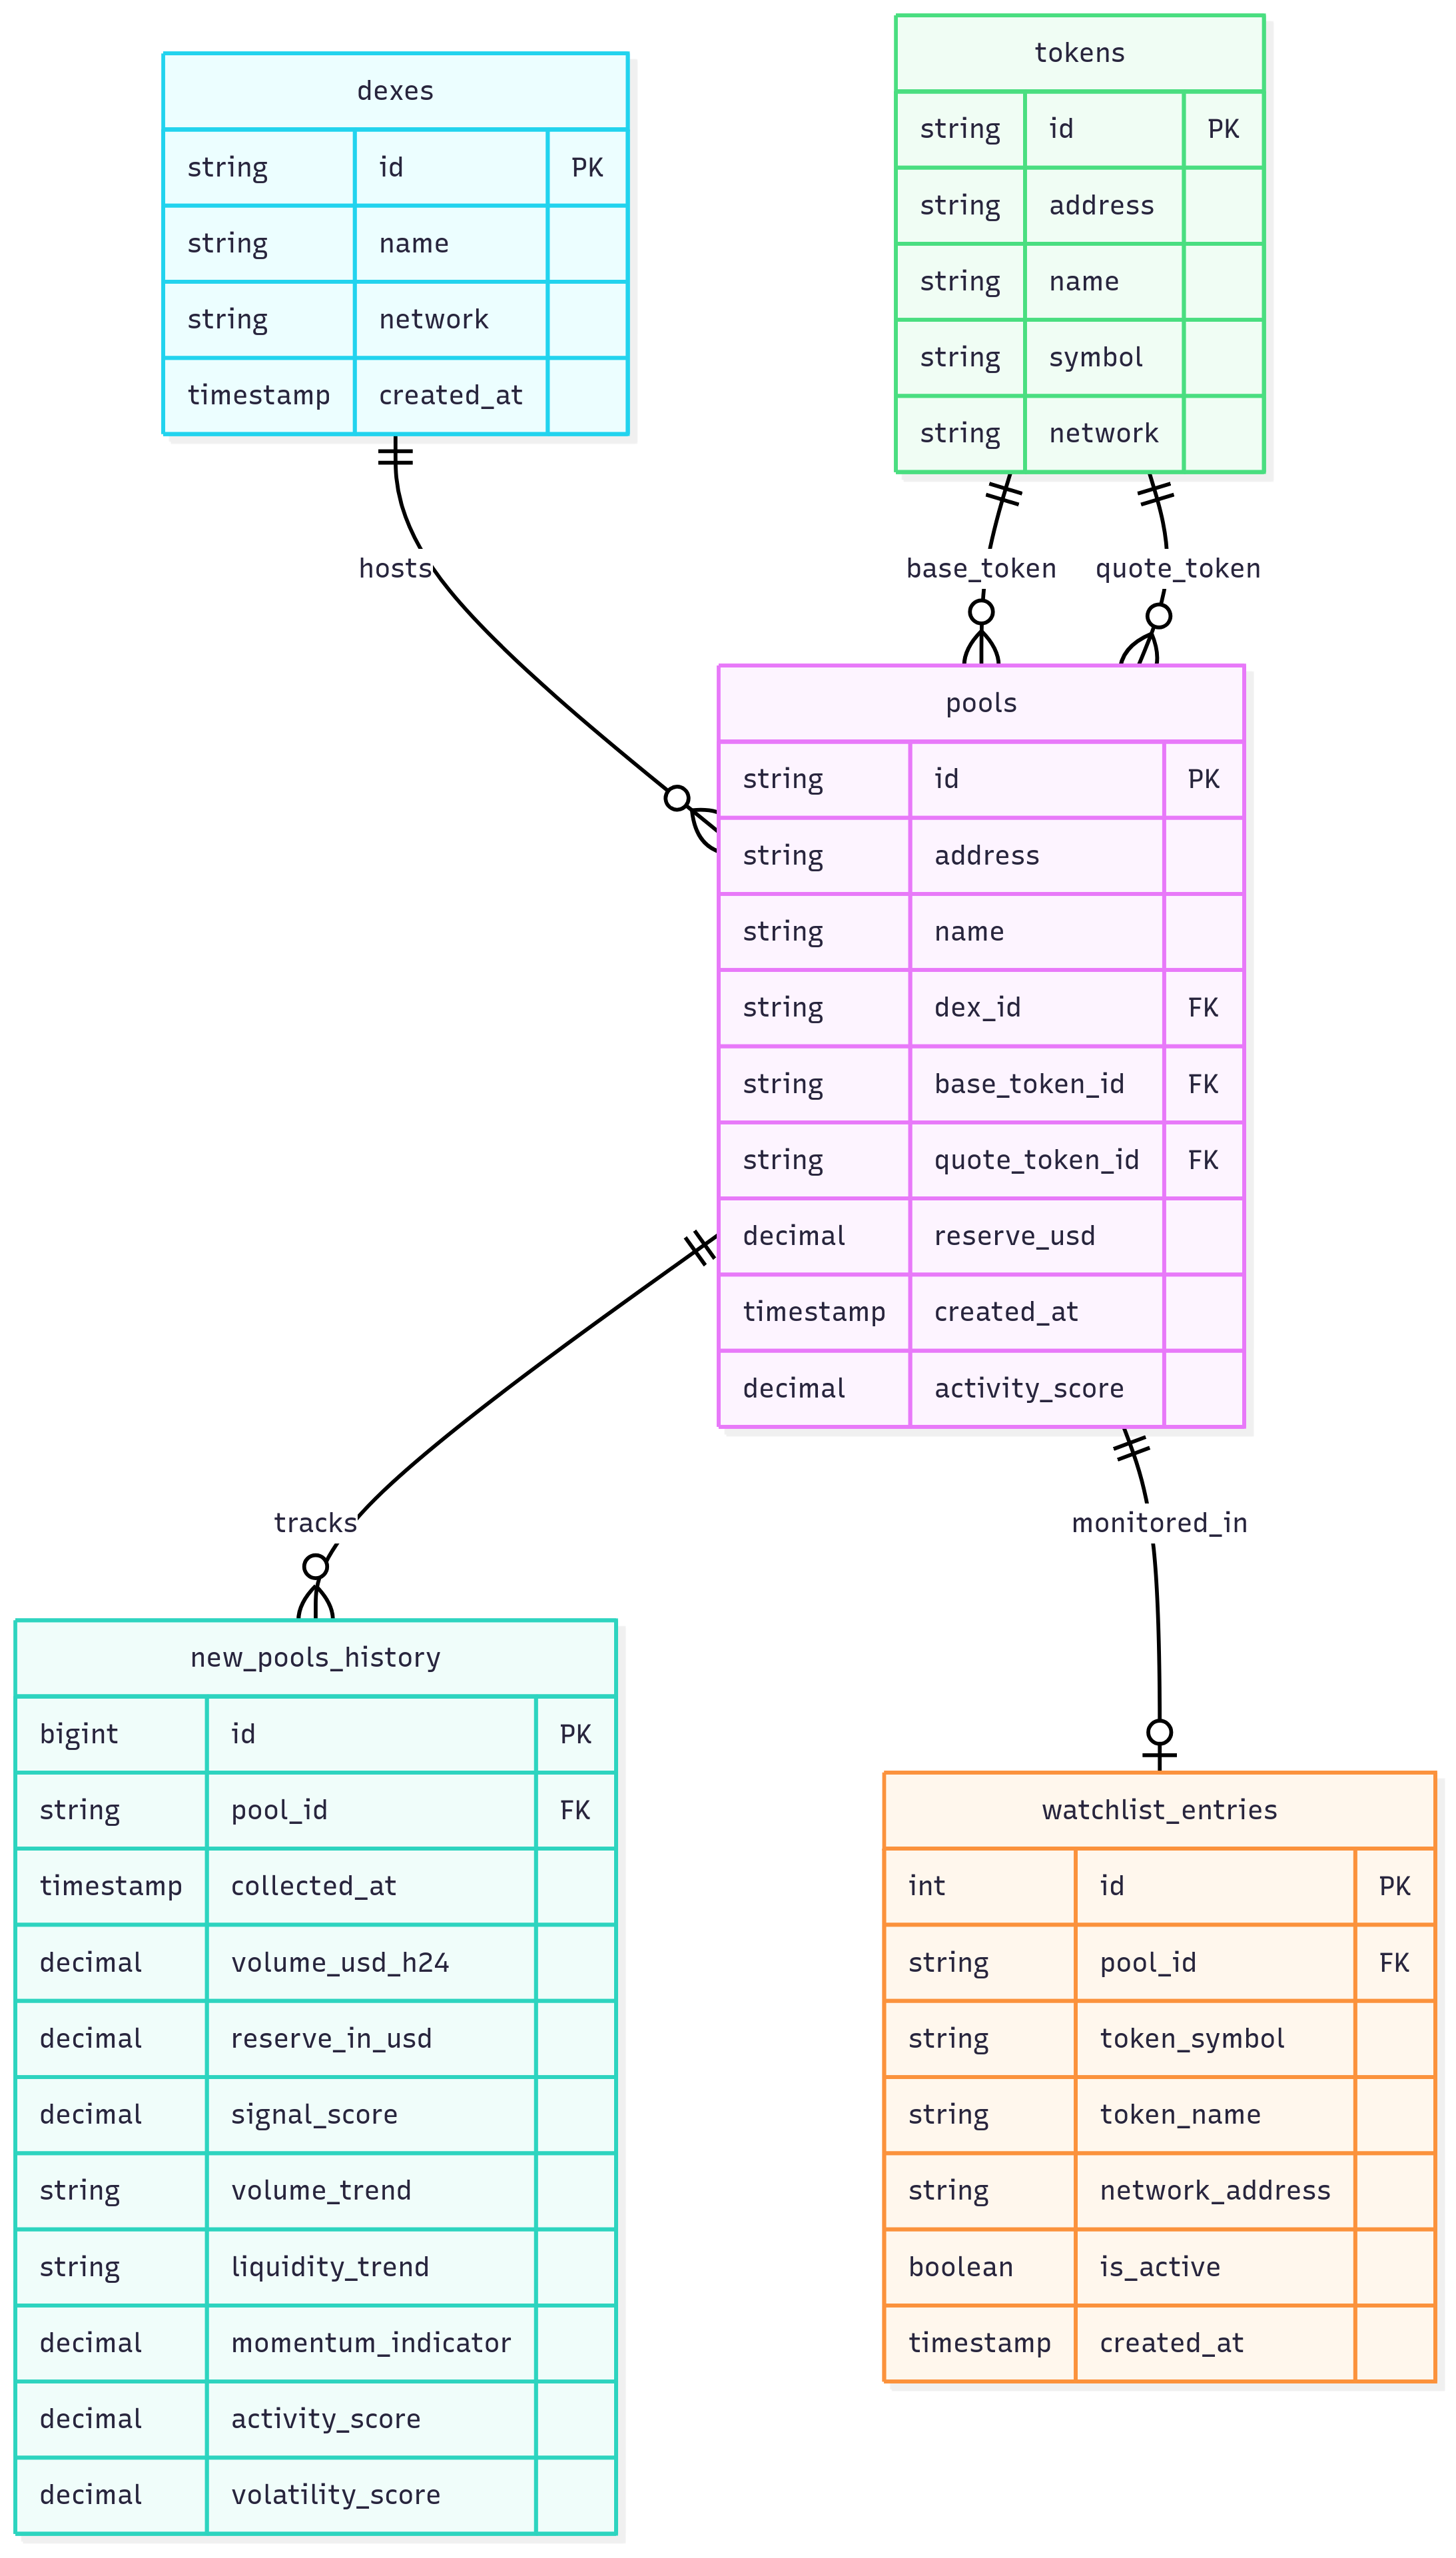 dexes
string id PK
string name
string network
timestamp created_at
tokens
string id PK
string address
string name
string symbol
string network
hosts
base_token
quote_token
pools
string id PK
string address
string name
string dex_id FK
string base_token_id FK
string quote_token_id FK
decimal reserve_usd
timestamp created_at
decimal activity_score
tracks
monitored_in
new_pools_history
bigint id PK
string pool_id FK
timestamp collected_at
decimal volume_usd_h24
decimal reserve_in_usd
decimal signal_score
string volume_trend
string liquidity_trend
decimal momentum_indicator
decimal activity_score
decimal volatility_score
watchlist_entries
int id PK
string pool_id FK
string token_symbol
string token_name
string network_address
boolean is_active
timestamp created_at